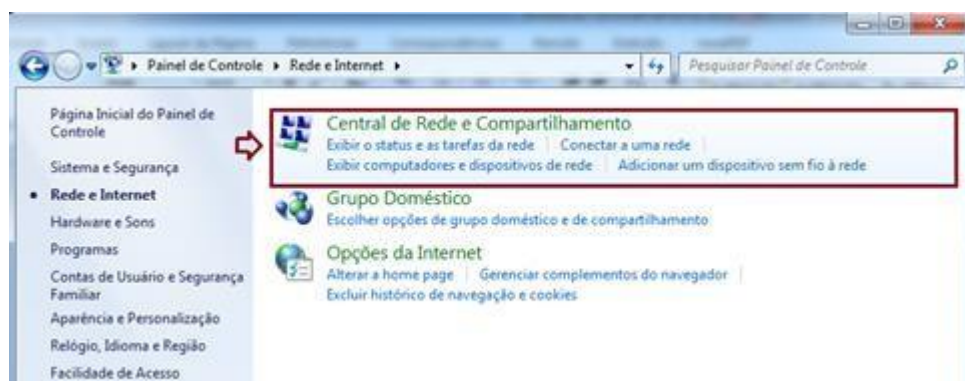 Painel de Controle Rede e Internet
Pesquisar Painel de Controle
Página Inicial do Painel de
Controle
Sistema e Segurança
Rede e Internet
Hardware e Sons
Programas
Contas de Usuário e Segurança
Familiar
Aparência e Personalização
Relógio, Idioma e Região
Facilidade de Acesso
Central de Rede e Compartilhamento
Exibir o status e as tarefas da rede Conectar a uma rede
Exibir computadores e dispositivos de rede Adicionar um dispositivo sem fio à rede
Grupo Doméstico
Escolher opções de grupo doméstico e de compartilhamento
Opções da Internet
Alterar a home page Gerenciar complementos do navegador
Excluir histórico de navegação e cookies